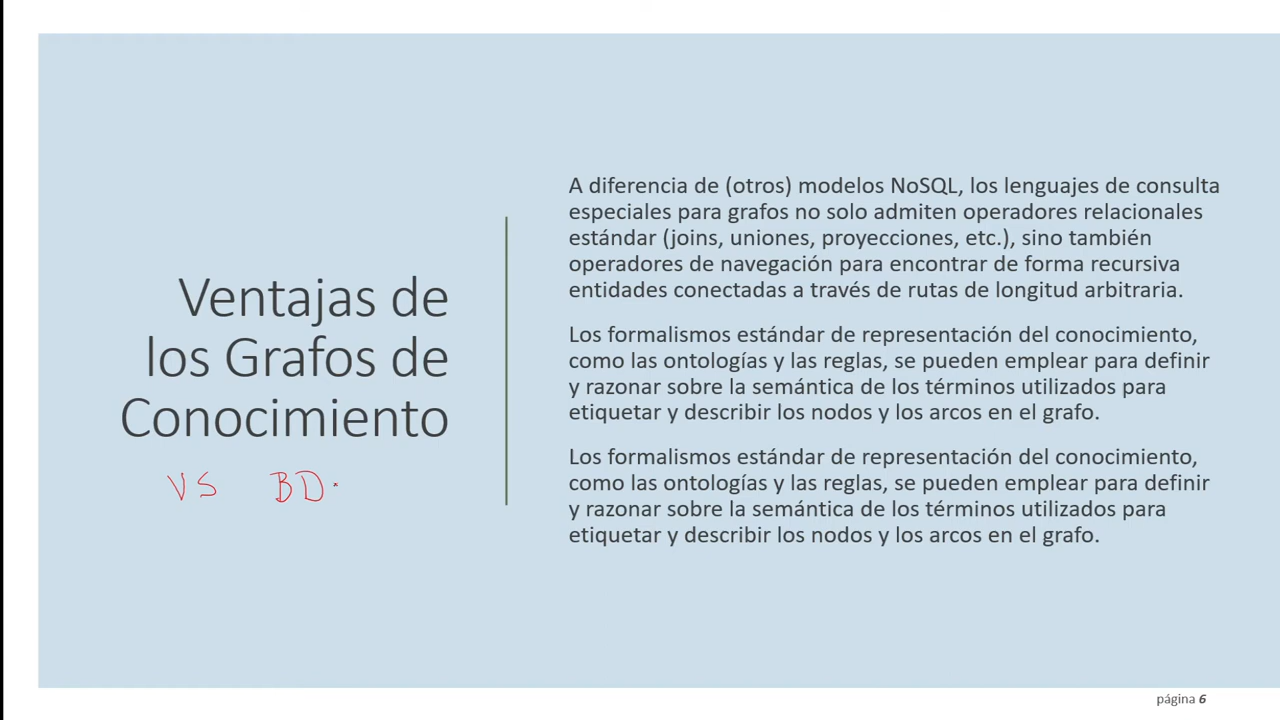 Ventajas de
los Grafos de
Conocimiento
VS BD
A diferencia de (otros) modelos NoSQL, los lenguajes de consulta
especiales para grafos no solo admiten operadores relacionales
estándar (joins, uniones, proyecciones, etc.), sino también
operadores de navegación para encontrar de forma recursiva
entidades conectadas a través de rutas de longitud arbitraria.
Los formalismos estándar de representación del conocimiento,
como las ontologías y las reglas, se pueden emplear para definir
y razonar sobre la semántica de los términos utilizados para
etiquetar y describir los nodos y los arcos en el grafo.
Los formalismos estándar de representación del conocimiento,
como las ontologías y las reglas, se pueden emplear para definir
y razonar sobre la semántica de los términos utilizados para
etiquetar y describir los nodos y los arcos en el grafo.
página 6